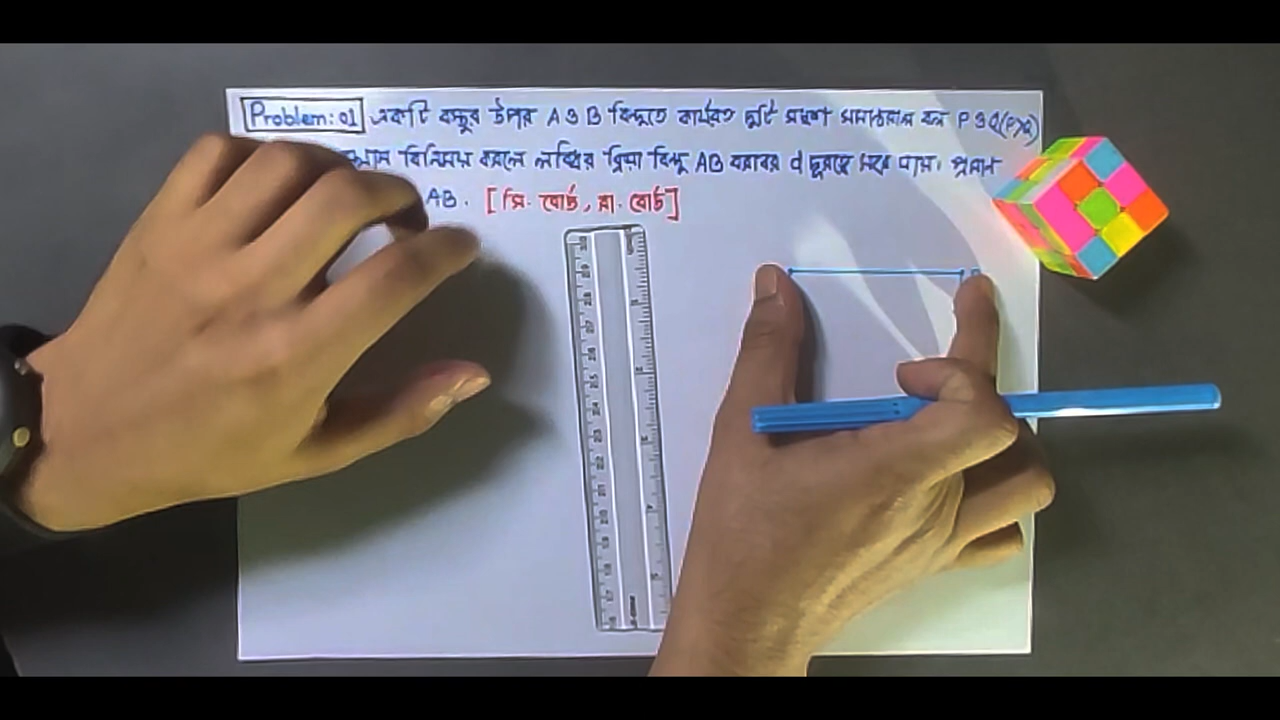 Problem: 01 একটি বস্তুর উপর A ও B বিন্দুতে কার্যরত দুটি সদৃশ সমান্তরাল বল P ও Q(P>Q)
বিনিময় করলে লব্ধির ক্রিয়া বিন্দু AB বরাবর d দূরত্বে সরে যায়। প্রমাণ
AB. [সি. বোর্ড, রা. বোর্ড]